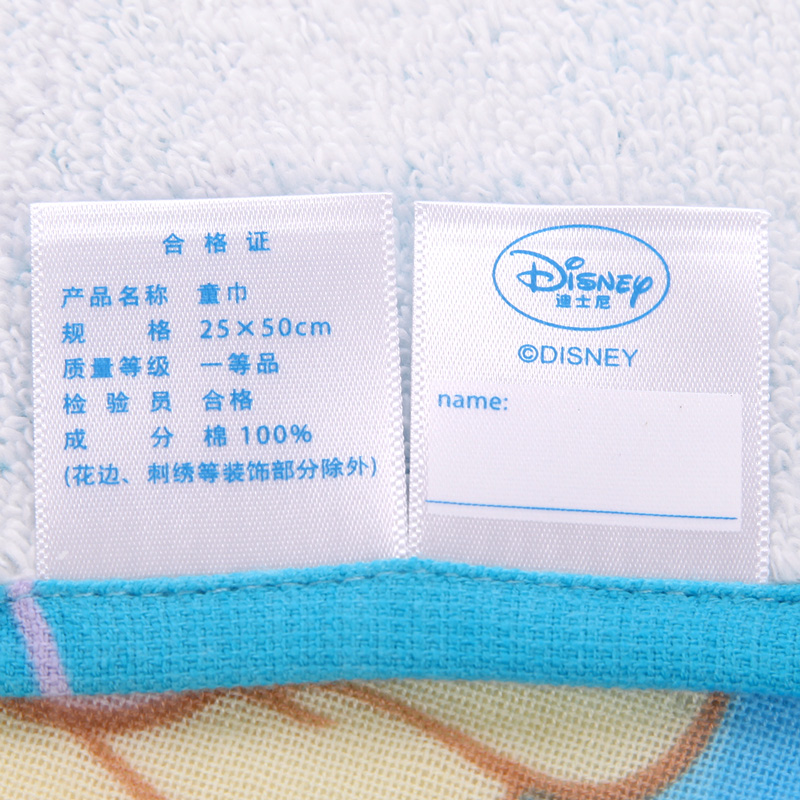 合格证
产品名称 童巾
规 格 25×50cm
质量等级 一等品
检验员 合格
成 分 棉 100%
(花边、刺绣等装饰部分除外)
Disney
迪士尼
©DISNEY
name: